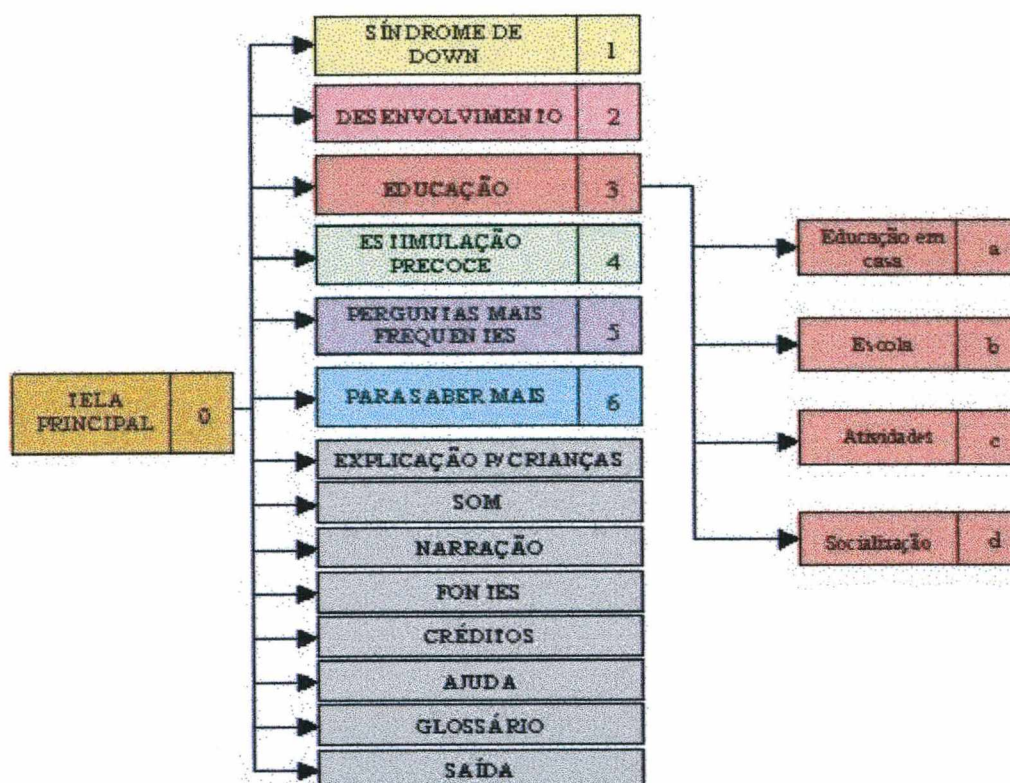 SÍNDROME DE
DOWN
1
DESENVOLVIMENTO
2
EDUCAÇÃO
3
ESTIMULAÇÃO
PRECOCE
4
PERGUNTAS MAIS
FREQUENTES
5
PARA SABER MAIS
6
EXPLICAÇÃO P/ CRIANÇAS
SOM
NARRAÇÃO
FONTES
CRÉDITOS
AJUDA
GLOSSÁRIO
SAÍDA
TELA
PRINCIPAL
0
Educação em
casa
a
Escola
b
Atividades
c
Socialização
d